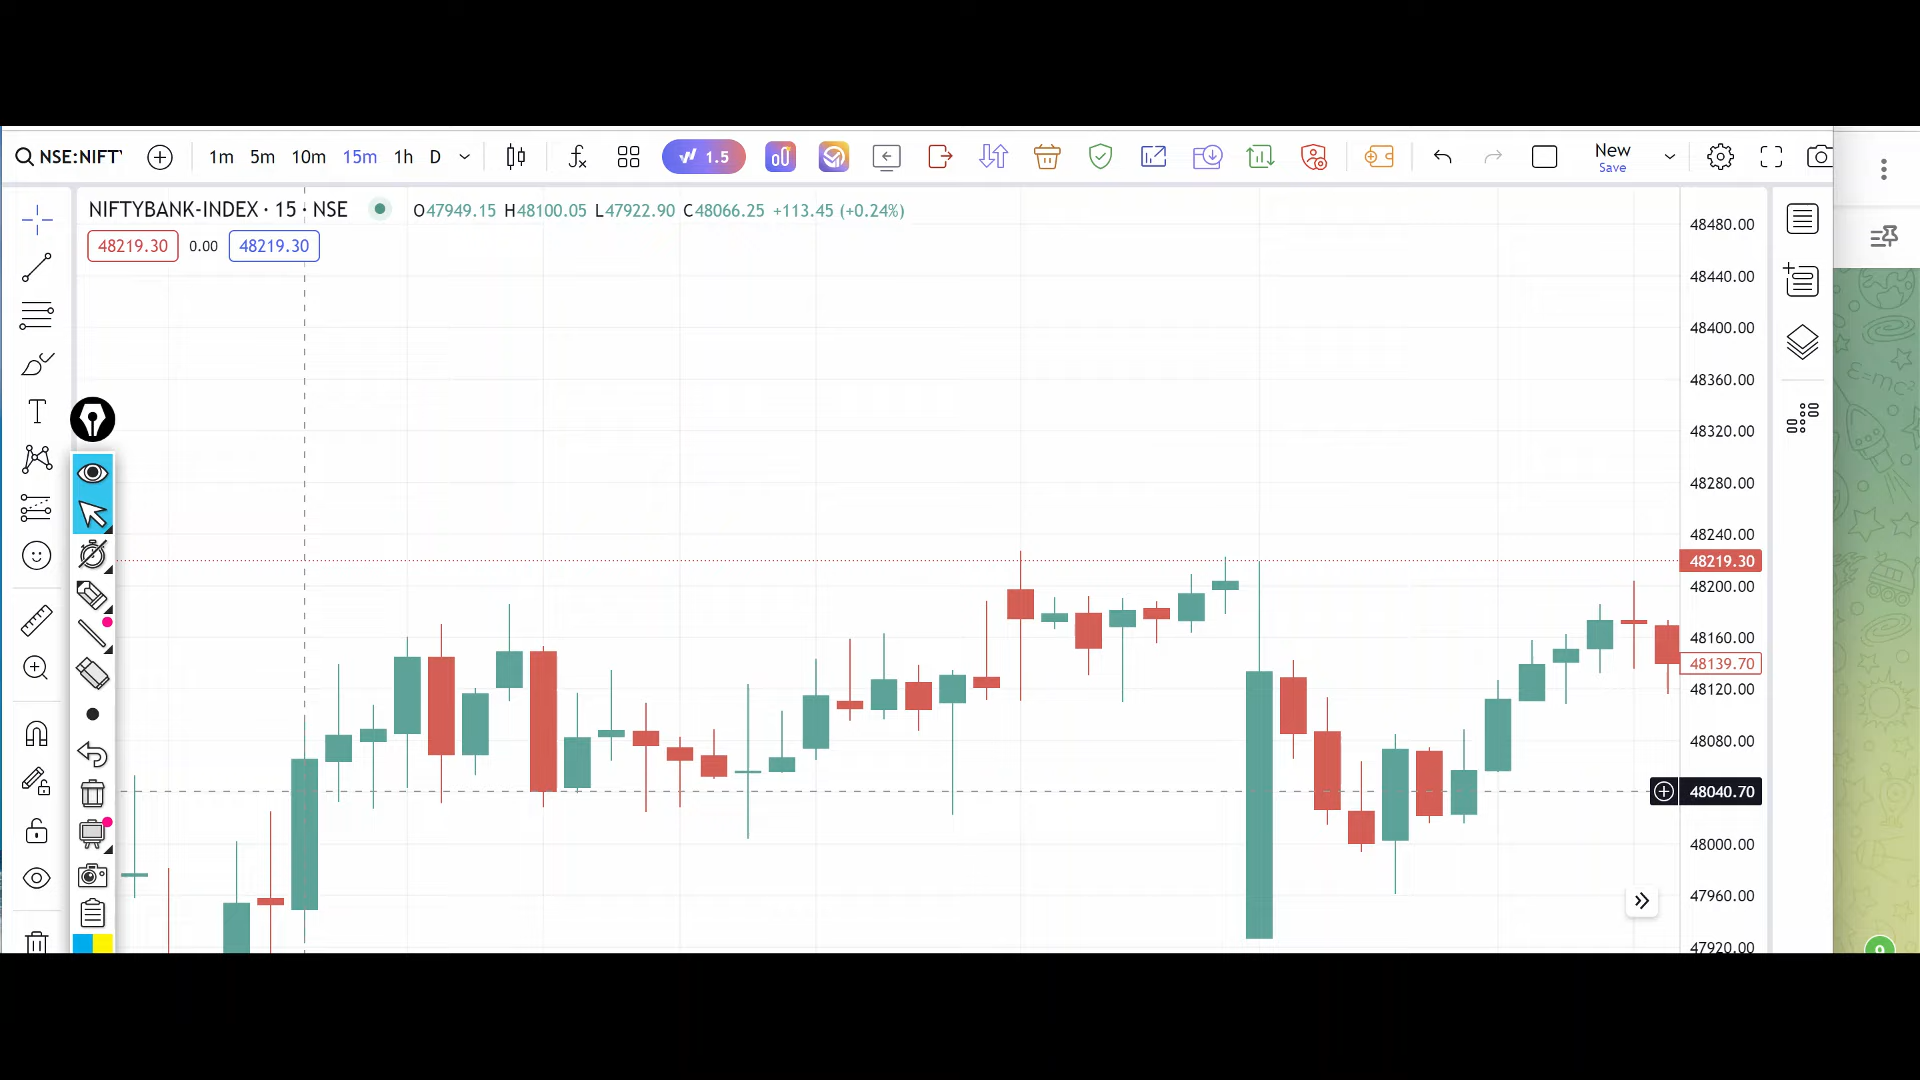 NSE:NIFT
1m 5m 10m 15m 1h D
1.5
New
Save
NIFTYBANK-INDEX · 15 · NSE
O47949.15 H48100.05 L47922.90 C48066.25 +113.45 (+0.24%)
48219.30 0.00 48219.30
48480.00
48440.00
48400.00
48360.00
48320.00
48280.00
48240.00
48219.30
48200.00
48160.00
48139.70
48120.00
48080.00
48040.70
48000.00
47960.00
47920.00